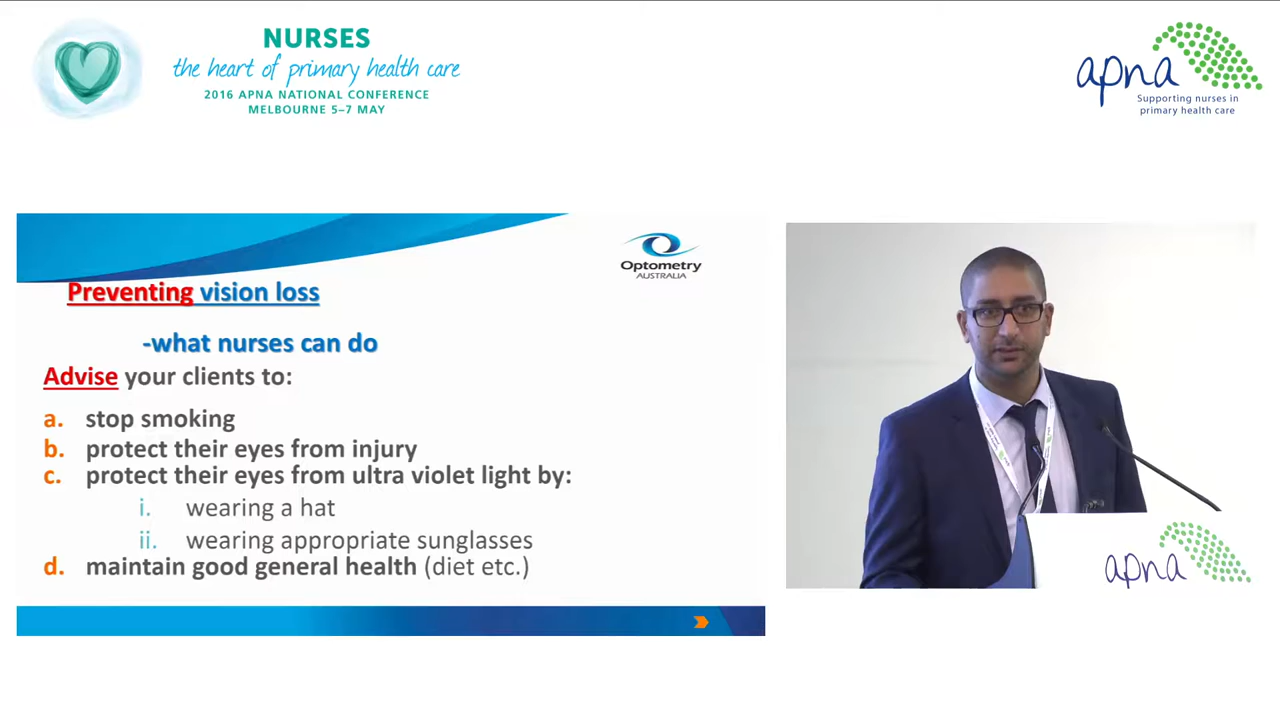 NURSES
the heart of primary health care
2016 APNA NATIONAL CONFERENCE
MELBOURNE 5–7 MAY
apna
Supporting nurses in
primary health care
Optometry
AUSTRALIA
Preventing vision loss
-what nurses can do
Advise your clients to:
a. stop smoking
b. protect their eyes from injury
c. protect their eyes from ultra violet light by:
i. wearing a hat
ii. wearing appropriate sunglasses
d. maintain good general health (diet etc.)
apna